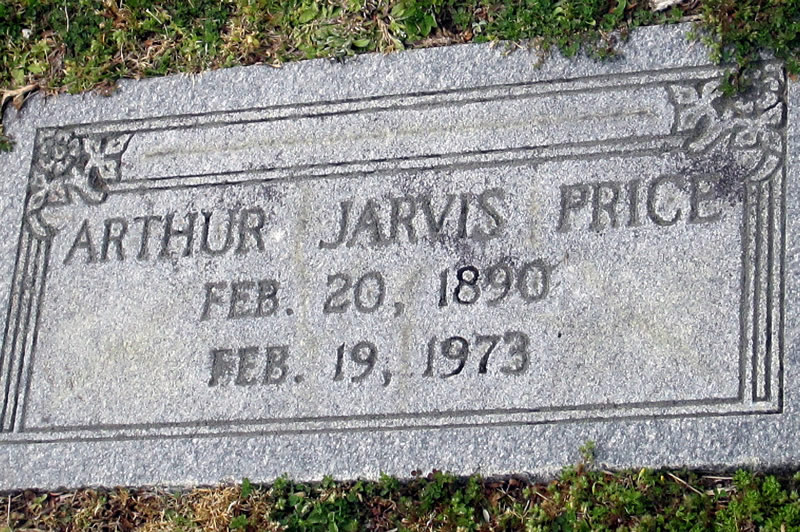 ARTHUR JARVIS PRICE
FEB. 20, 1890
FEB. 19, 1973